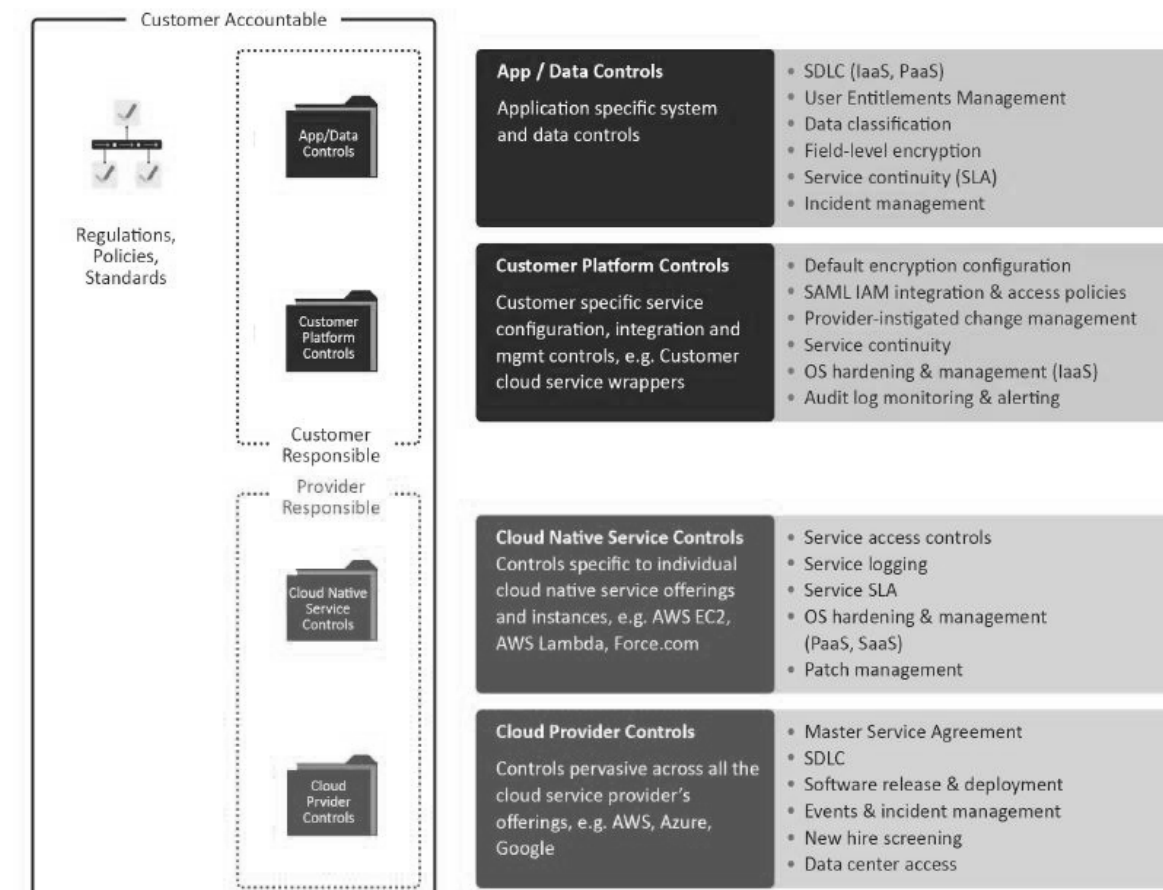 Customer Accountable
Regulations,
Policies,
Standards
App/Data
Controls
Customer
Platform
Controls
Customer
Responsible
Provider
Responsible
Cloud Native
Service
Controls
Cloud
Prvider
Controls
App / Data Controls
Application specific system
and data controls
• SDLC (IaaS, PaaS)
• User Entitlements Management
• Data classification
• Field-level encryption
• Service continuity (SLA)
• Incident management
Customer Platform Controls
Customer specific service
configuration, integration and
mgmt controls, e.g. Customer
cloud service wrappers
• Default encryption configuration
• SAML IAM integration & access policies
• Provider-instigated change management
• Service continuity
• OS hardening & management (IaaS)
• Audit log monitoring & alerting
Cloud Native Service Controls
Controls specific to individual
cloud native service offerings
and instances, e.g. AWS EC2,
AWS Lambda, Force.com
• Service access controls
• Service logging
• Service SLA
• OS hardening & management
(PaaS, SaaS)
• Patch management
Cloud Provider Controls
Controls pervasive across all the
cloud service provider's
offerings, e.g. AWS, Azure,
Google
• Master Service Agreement
• SDLC
• Software release & deployment
• Events & incident management
• New hire screening
• Data center access